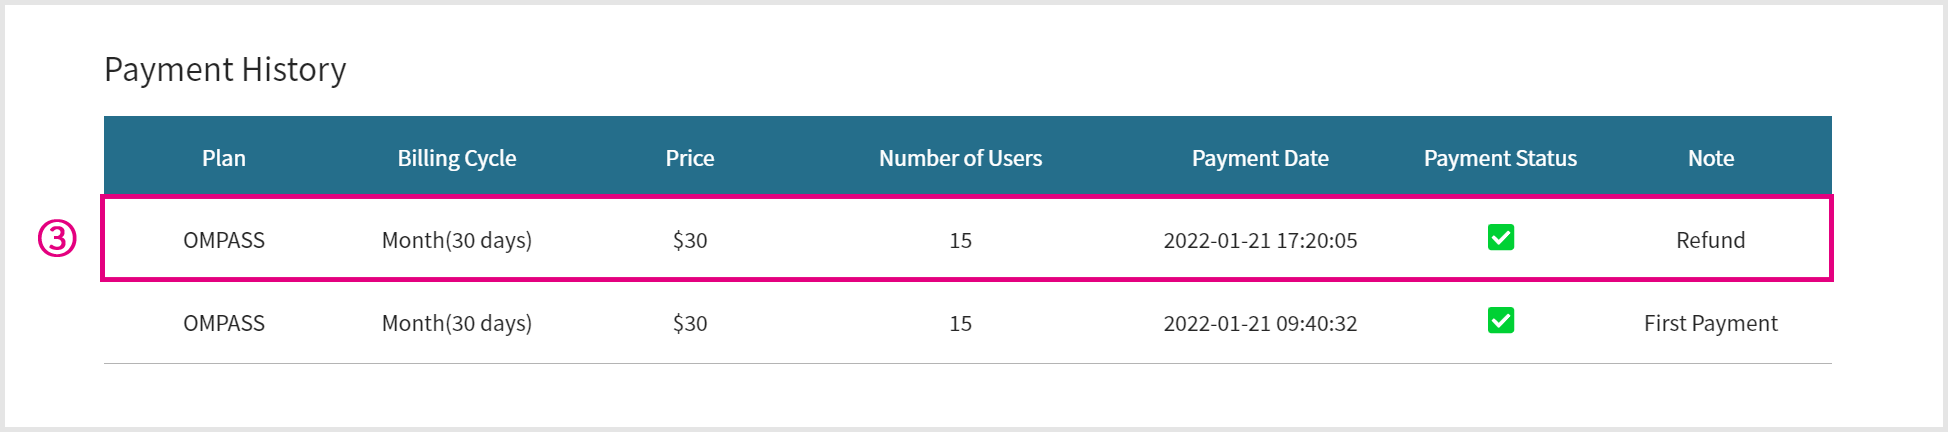 Payment History
Plan Billing Cycle Price Number of Users Payment Date Payment Status Note
③ OMPASS Month(30 days) $30 15 2022-01-21 17:20:05 Refund
OMPASS Month(30 days) $30 15 2022-01-21 09:40:32 First Payment